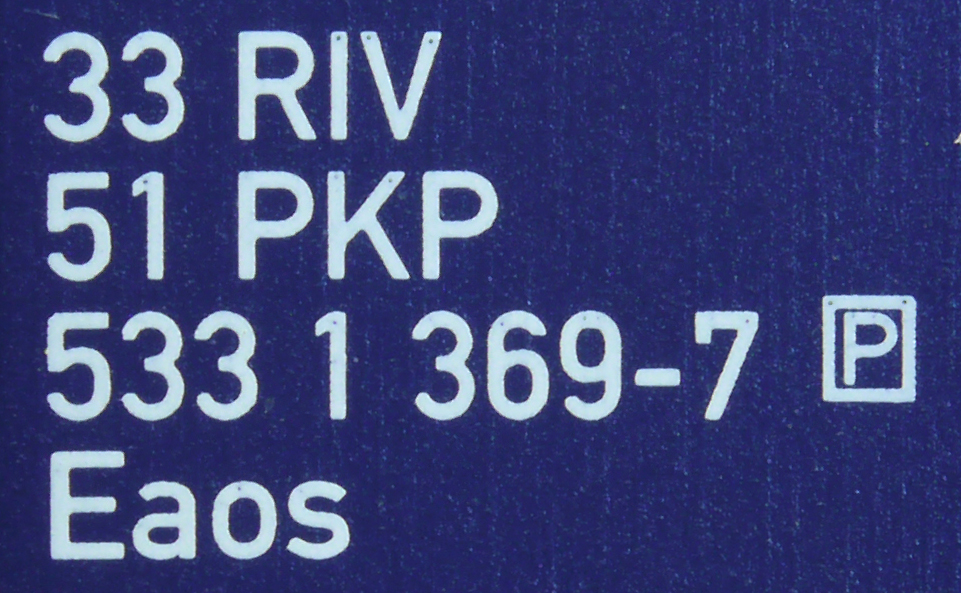 33 RIV
51 PKP
533 1 369-7 P
Eaos